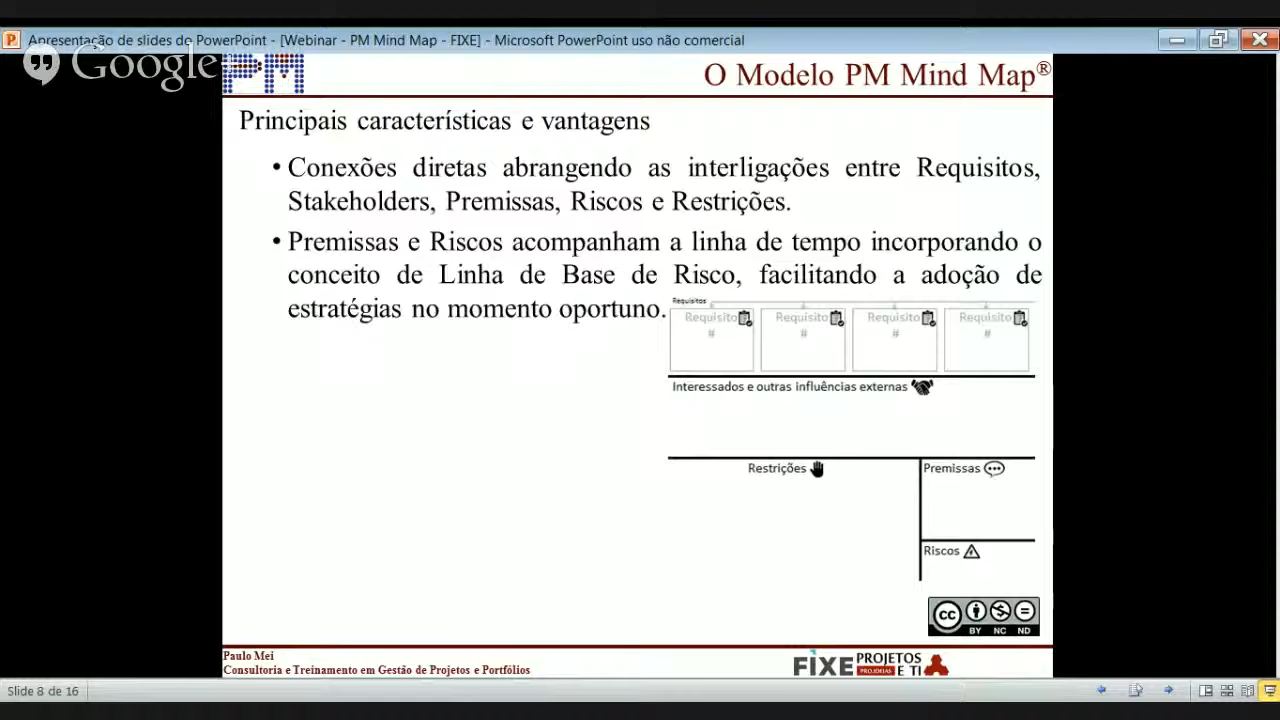 Apresentação de slides do PowerPoint - [Webinar - PM Mind Map - FIXE] - Microsoft PowerPoint uso não comercial
Google
PM
O Modelo PM Mind Map®
Principais características e vantagens
• Conexões diretas abrangendo as interligações entre Requisitos,
Stakeholders, Premissas, Riscos e Restrições.
• Premissas e Riscos acompanham a linha de tempo incorporando o
conceito de Linha de Base de Risco, facilitando a adoção de
estratégias no momento oportuno.
Requisitos
Requisito Requisito Requisito Requisito
# # # #
Interessados e outras influências externas
Restrições
Premissas
Riscos
cc
BY NC ND
Paulo Mei
Consultoria e Treinamento em Gestão de Projetos e Portfólios
FIXE
PROJETOS
E TI
Slide 8 de 16